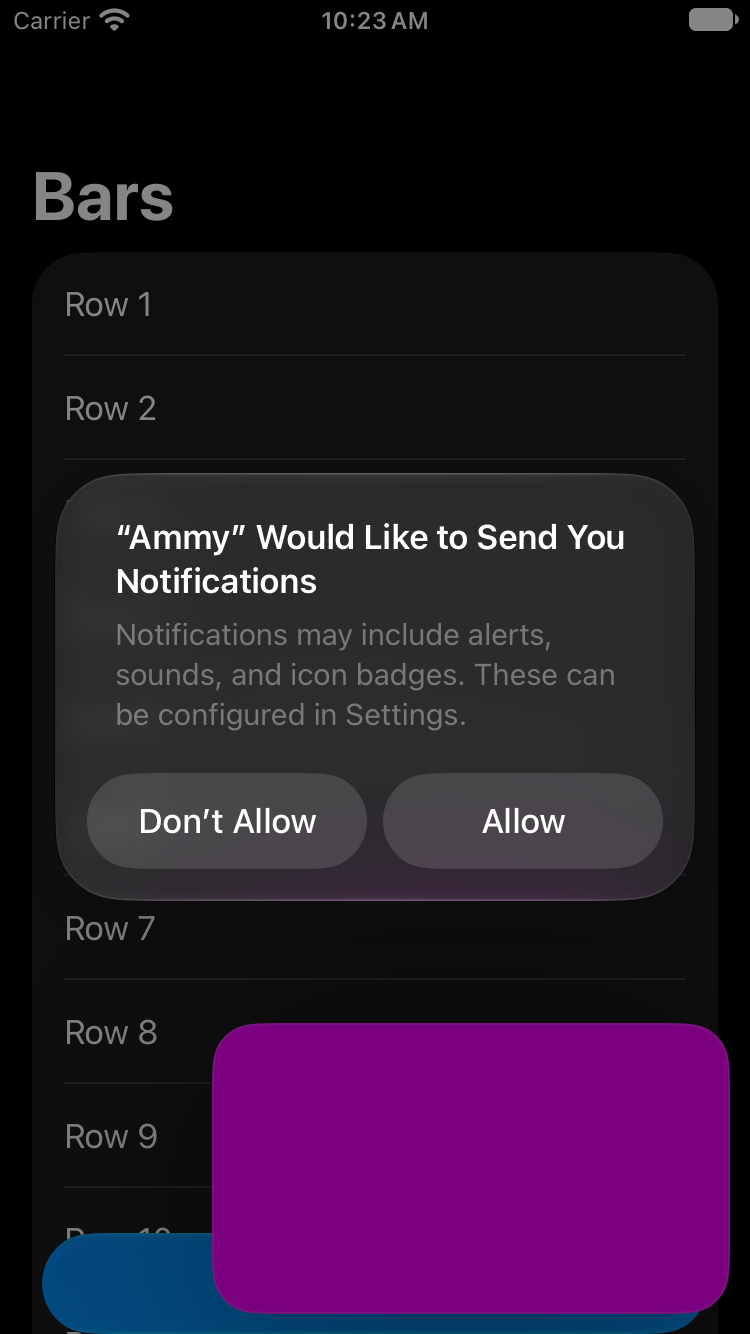 Carrier 10:23 AM
Bars
Row 1
Row 2
“Ammy” Would Like to Send You
Notifications
Notifications may include alerts,
sounds, and icon badges. These can
be configured in Settings.
Don’t Allow Allow
Row 7
Row 8
Row 9
Row 10